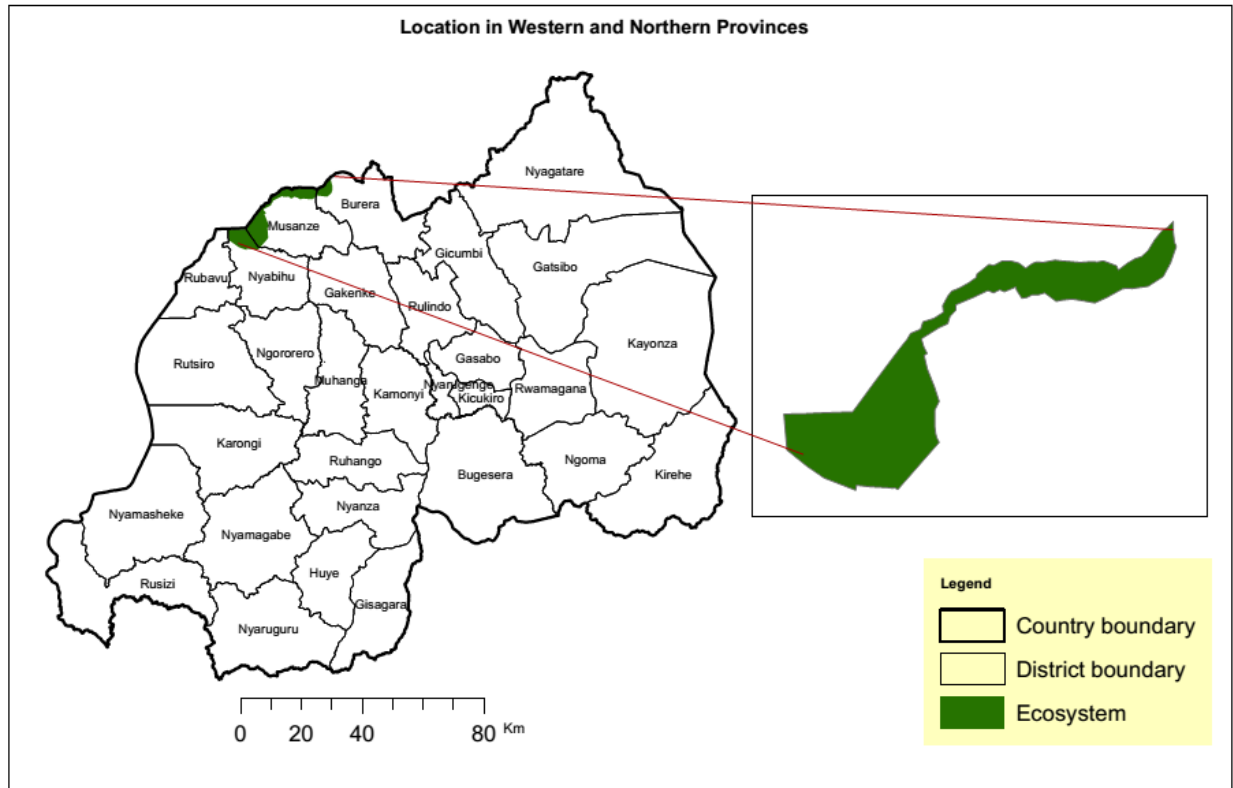 Location in Western and Northern Provinces
Nyagatare
Burera
Musanze
Gicumbi
Gatsibo
Rubavu
Nyabihu
Gakenke
Rulindo
Kayonza
Rutsiro
Ngororero
Gasabo
Muhanga
Kamonyi
Nyarugenge
Rwamagana
Kicukiro
Karongi
Ruhango
Bugesera
Ngoma
Kirehe
Nyamasheke
Nyanza
Nyamagabe
Huye
Rusizi
Gisagara
Nyaruguru
0 20 40 80 Km
Legend
Country boundary
District boundary
Ecosystem